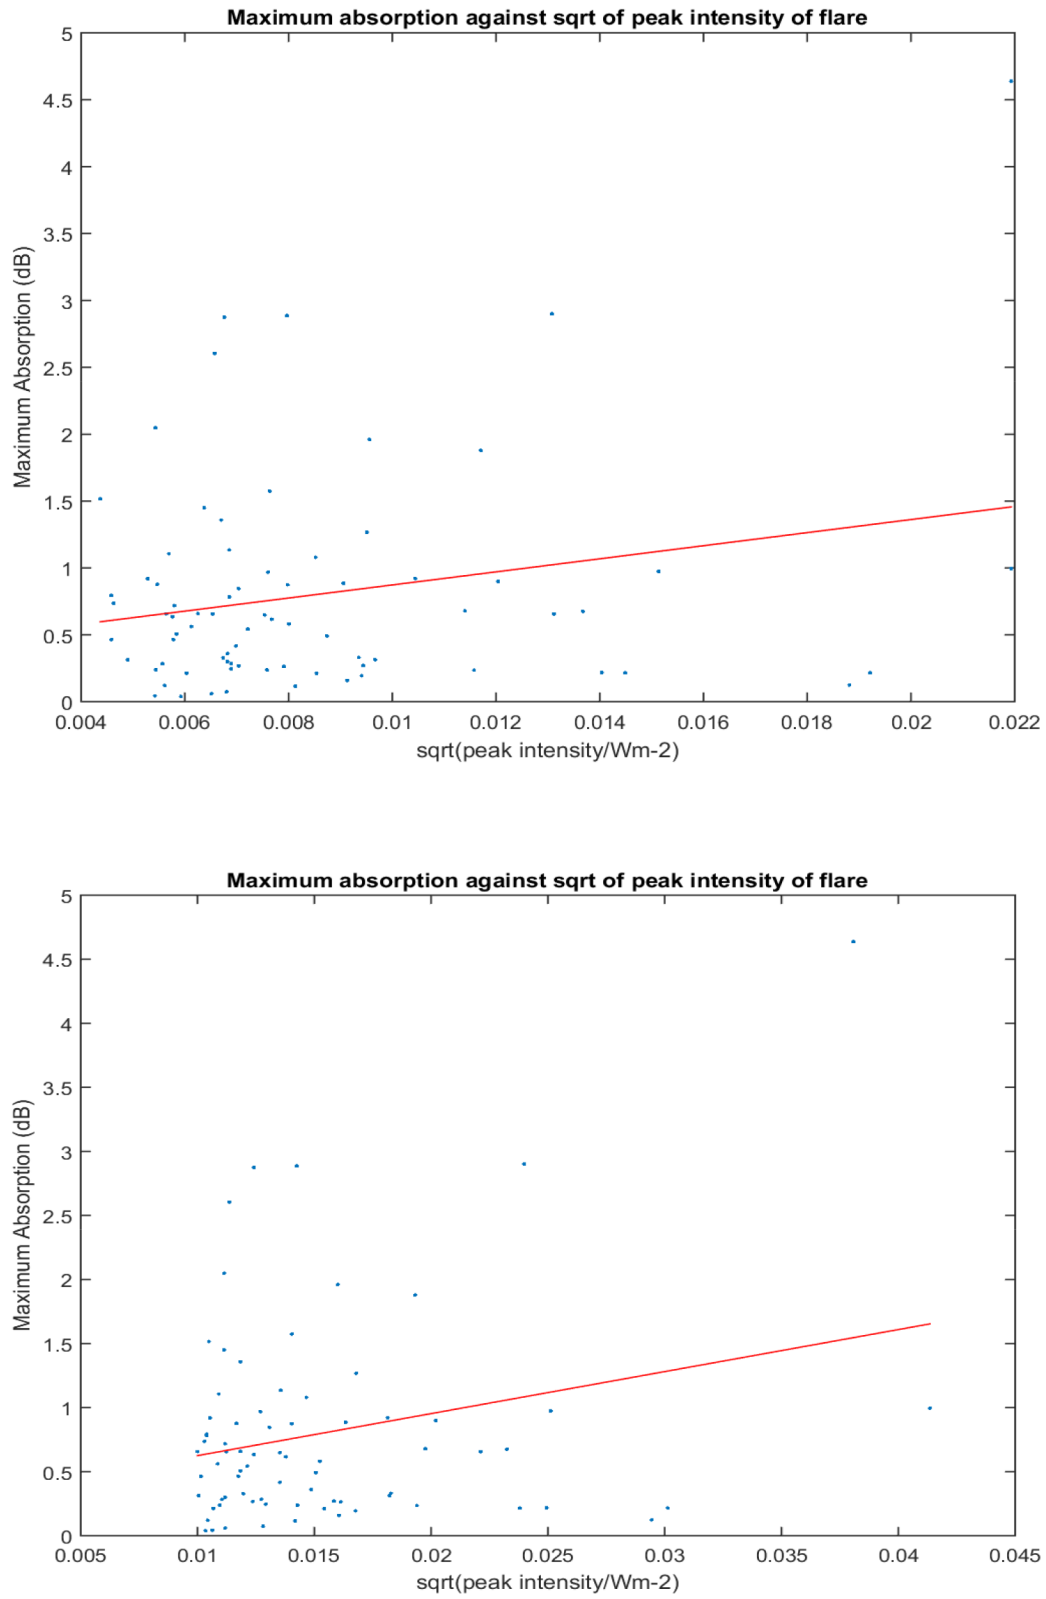 Maximum absorption against sqrt of peak intensity of flare
5
4.5
4
3.5
3
2.5
2
1.5
1
0.5
0
Maximum Absorption (dB)
0.004 0.006 0.008 0.01 0.012 0.014 0.016 0.018 0.02 0.022
sqrt(peak intensity/Wm-2)
Maximum absorption against sqrt of peak intensity of flare
5
4.5
4
3.5
3
2.5
2
1.5
1
0.5
0
Maximum Absorption (dB)
0.005 0.01 0.015 0.02 0.025 0.03 0.035 0.04 0.045
sqrt(peak intensity/Wm-2)